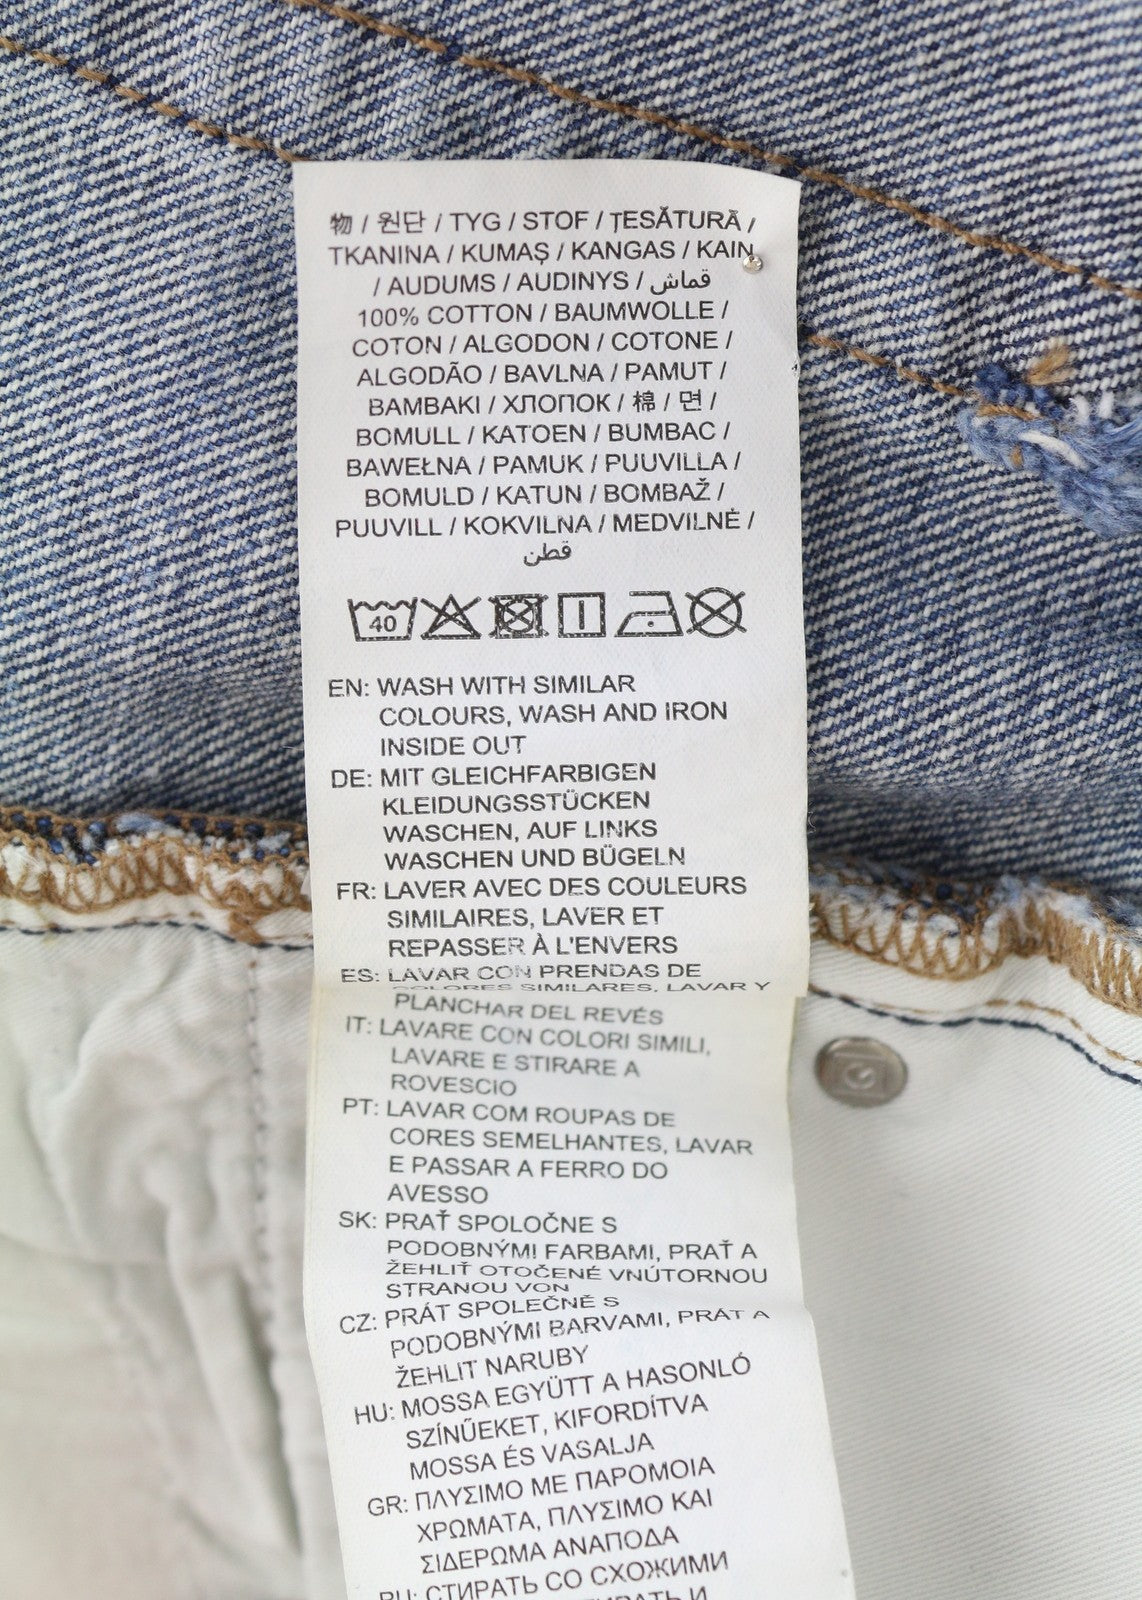 物 / 원단 / TYG / STOF / ȚESĂTURĂ /
TKANINA / KUMAŞ / KANGAS / KAIN
/ AUDUMS / AUDINYS / قماش
100% COTTON / BAUMWOLLE /
COTON / ALGODON / COTONE /
ALGODÃO / BAVLNA / PAMUT /
BAMBAKI / ХЛОПОК / 棉 / 면 /
BOMULL / KATOEN / BUMBAC /
BAWEŁNA / PAMUK / PUUVILLA /
BOMULD / KATUN / BOMBAŽ /
PUUVILL / KOKVILNA / MEDVILNĖ /
قطن
40
EN: WASH WITH SIMILAR
COLOURS, WASH AND IRON
INSIDE OUT
DE: MIT GLEICHFARBIGEN
KLEIDUNGSSTÜCKEN
WASCHEN, AUF LINKS
WASCHEN UND BÜGELN
FR: LAVER AVEC DES COULEURS
SIMILAIRES, LAVER ET
REPASSER À L'ENVERS
ES: LAVAR CON PRENDAS DE
COLORES SIMILARES, LAVAR Y
PLANCHAR DEL REVÉS
IT: LAVARE CON COLORI SIMILI,
LAVARE E STIRARE A
ROVESCIO
PT: LAVAR COM ROUPAS DE
CORES SEMELHANTES, LAVAR
E PASSAR A FERRO DO
AVESSO
SK: PRAŤ SPOLOČNE S
PODOBNÝMI FARBAMI, PRAŤ A
ŽEHLIŤ OTOČENÉ VNÚTORNOU
STRANOU VON
CZ: PRÁT SPOLEČNĚ S
PODOBNÝMI BARVAMI, PRÁT A
ŽEHLIT NARUBY
HU: MOSSA EGYÜTT A HASONLÓ
SZÍNŰEKET, KIFORDÍTVA
MOSSA ÉS VASALJA
GR: ΠΛΥΣΙΜΟ ΜΕ ΠΑΡΟΜΟΙΑ
ΧΡΩΜΑΤΑ, ΠΛΥΣΙΜΟ ΚΑΙ
ΣΙΔΕΡΩΜΑ ΑΝΑΠΟΔΑ
RU: СТИРАТЬ СО СХОЖИМИ
G